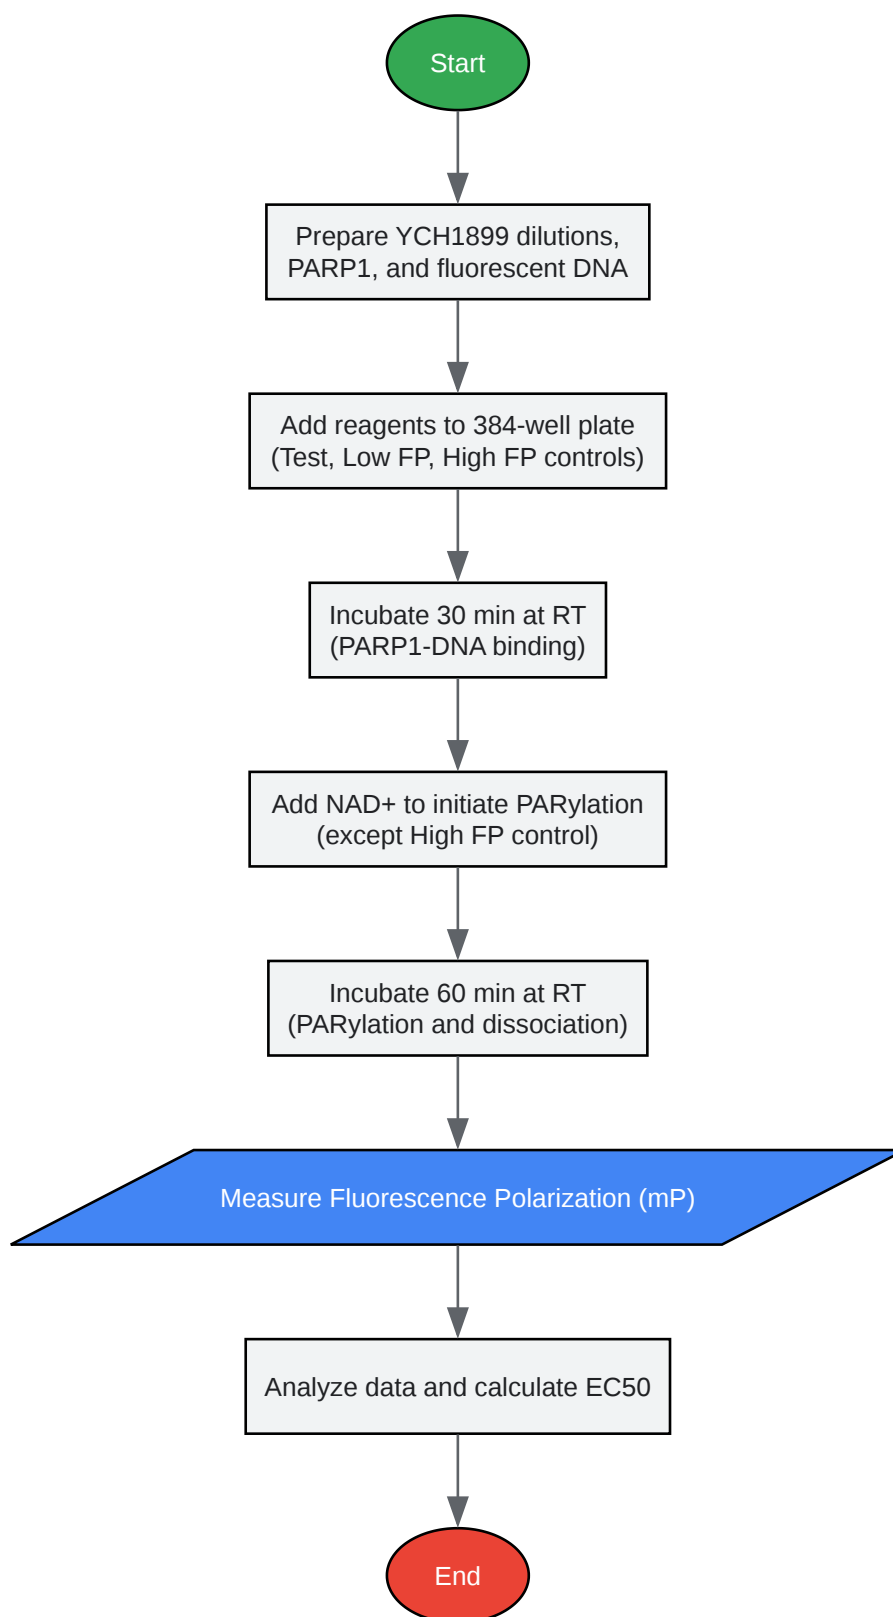 Start
Prepare YCH1899 dilutions,
PARP1, and fluorescent DNA
Add reagents to 384-well plate
(Test, Low FP, High FP controls)
Incubate 30 min at RT
(PARP1-DNA binding)
Add NAD+ to initiate PARylation
(except High FP control)
Incubate 60 min at RT
(PARylation and dissociation)
Measure Fluorescence Polarization (mP)
Analyze data and calculate EC50
End